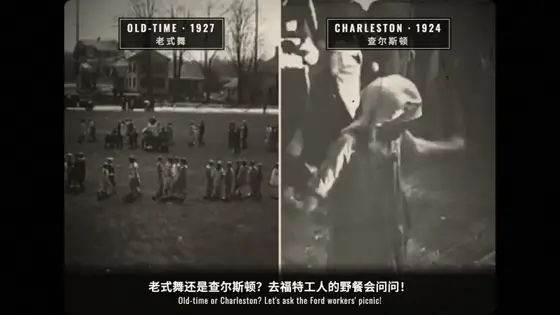 OLD-TIME · 1927
老式舞
CHARLESTON · 1924
查尔斯顿
老式舞还是查尔斯顿？去福特工人的野餐会问问！
Old-time or Charleston? Let's ask the Ford workers' picnic!